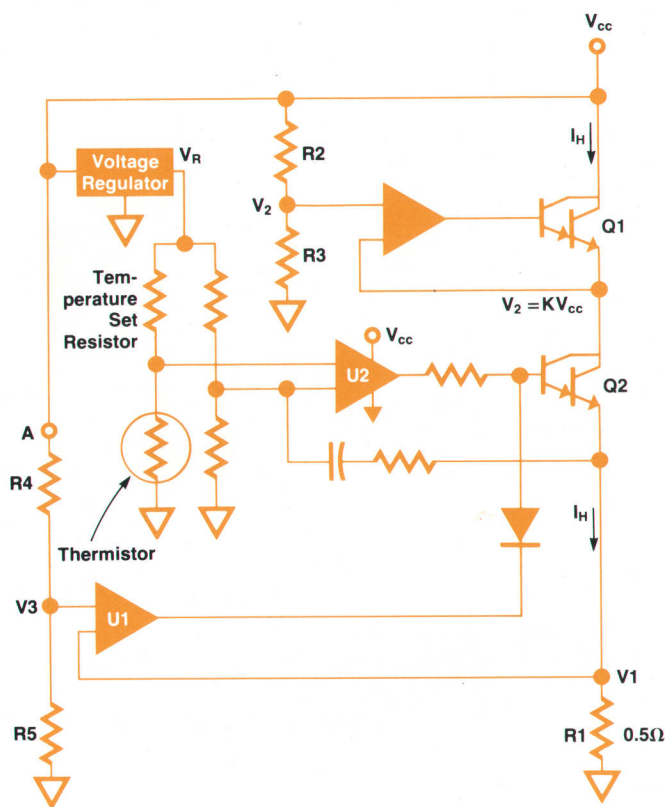 Vcc
IH
Voltage
Regulator
VR
R2
V2
R3
Q1
V2 = KVcc
Tem-
perature
Set
Resistor
Vcc
U2
Q2
A
R4
Thermistor
IH
V3
U1
V1
R5
R1
0.5Ω